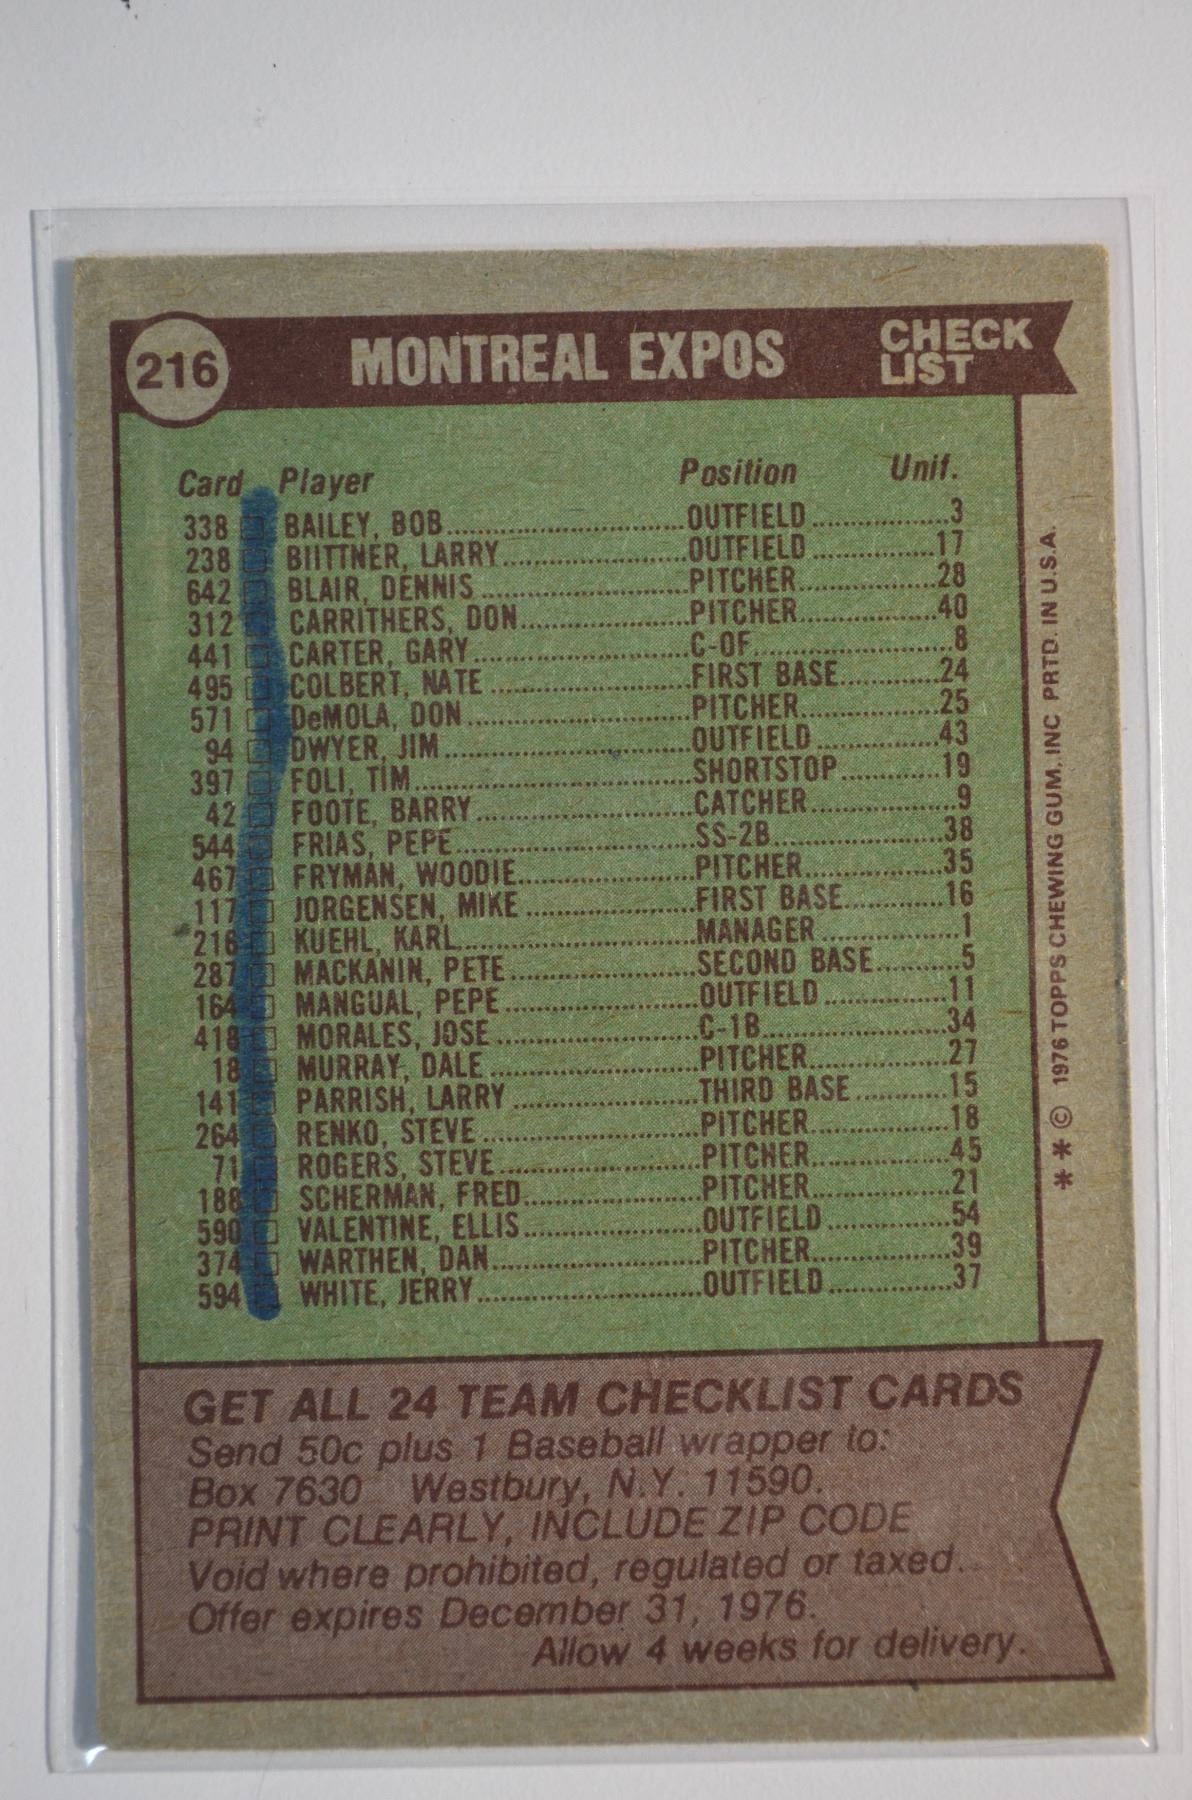 216 MONTREAL EXPOS CHECK LIST
Card Player Position Unif.
338 BAILEY, BOB OUTFIELD 3
238 BIITTNER, LARRY OUTFIELD 17
642 BLAIR, DENNIS PITCHER 28
312 CARRITHERS, DON PITCHER 40
441 CARTER, GARY C-OF 8
495 COLBERT, NATE FIRST BASE 24
571 DeMOLA, DON PITCHER 25
94 DWYER, JIM OUTFIELD 43
397 FOLI, TIM SHORTSTOP 19
42 FOOTE, BARRY CATCHER 9
544 FRIAS, PEPE SS-2B 38
467 FRYMAN, WOODIE PITCHER 35
117 JORGENSEN, MIKE FIRST BASE 16
216 KUEHL, KARL MANAGER 1
287 MACKANIN, PETE SECOND BASE 5
164 MANGUAL, PEPE OUTFIELD 11
418 MORALES, JOSE C-1B 34
18 MURRAY, DALE PITCHER 27
141 PARRISH, LARRY THIRD BASE 15
264 RENKO, STEVE PITCHER 18
71 ROGERS, STEVE PITCHER 45
188 SCHERMAN, FRED PITCHER 21
590 VALENTINE, ELLIS OUTFIELD 54
374 WARTHEN, DAN PITCHER 39
594 WHITE, JERRY OUTFIELD 37
** © 1976 TOPPS CHEWING GUM, INC PRTD. IN U.S.A.
GET ALL 24 TEAM CHECKLIST CARDS
Send 50c plus 1 Baseball wrapper to:
Box 7630 Westbury, N.Y. 11590.
PRINT CLEARLY, INCLUDE ZIP CODE
Void where prohibited, regulated or taxed.
Offer expires December 31, 1976.
Allow 4 weeks for delivery.